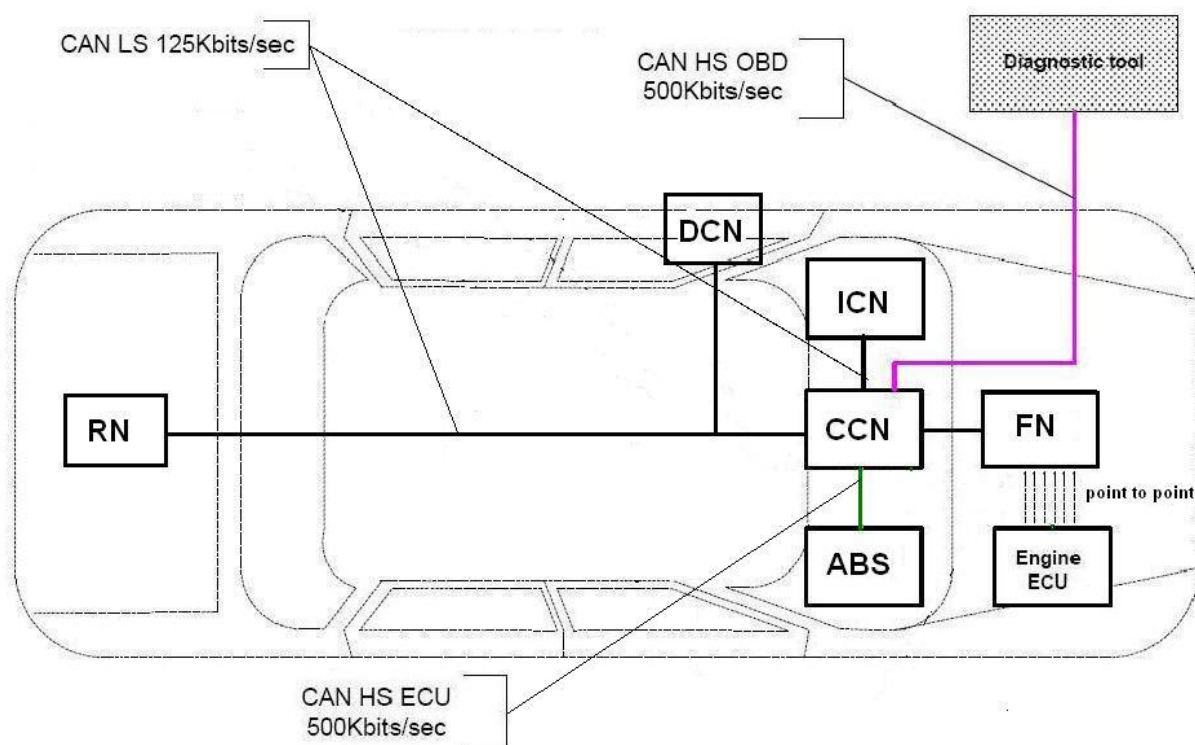 CAN LS 125Kbits/sec
CAN HS OBD
500Kbits/sec
Diagnostic tool
DCN
ICN
RN
CCN
FN
point to point
ABS
Engine
ECU
CAN HS ECU
500Kbits/sec